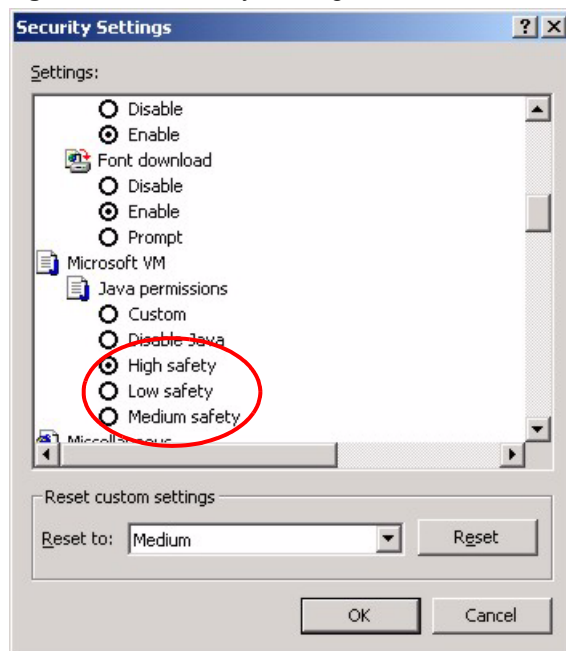 Security Settings
Settings:
Disable
Enable
Font download
Disable
Enable
Prompt
Microsoft VM
Java permissions
Custom
Disable Java
High safety
Low safety
Medium safety
Miscellaneous
Reset custom settings
Reset to: Medium Reset
OK Cancel